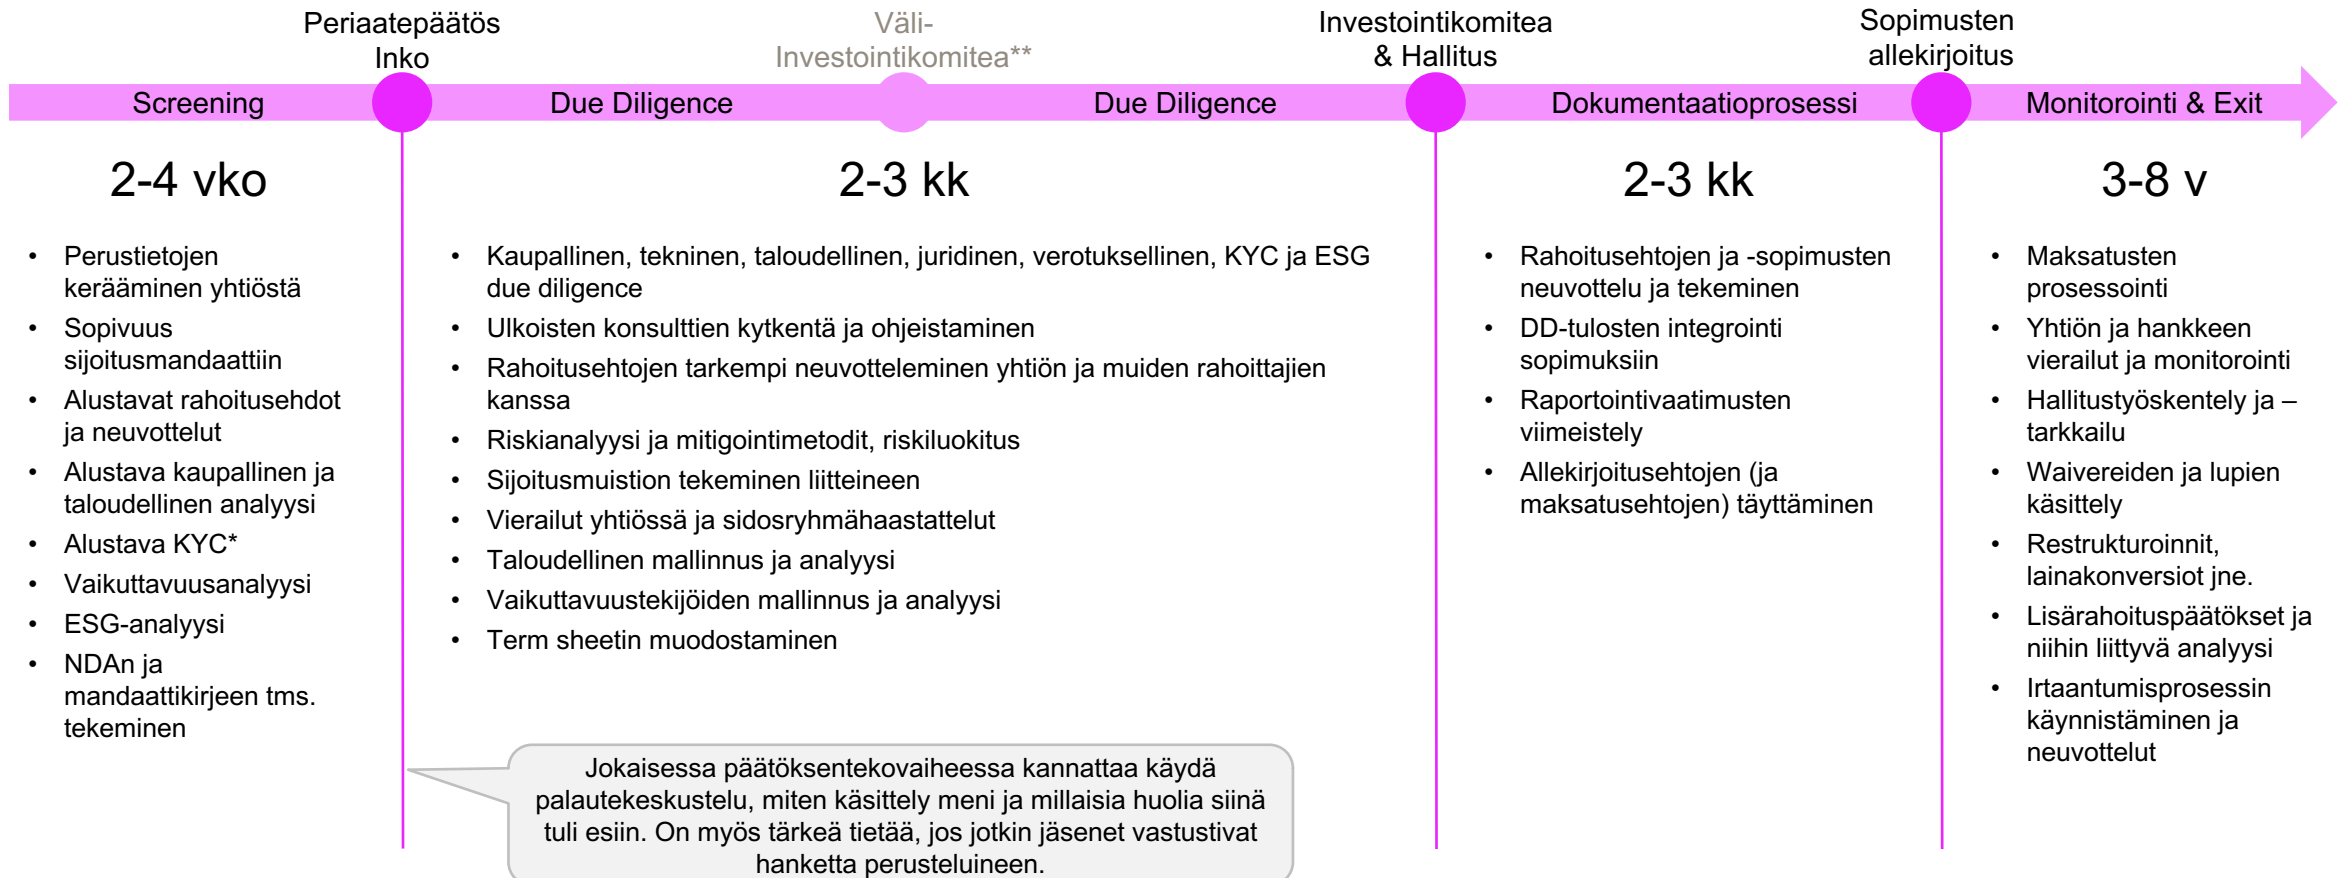 Periaatepäätös
Inko
Väli-
Investointikomitea**
Investointikomitea
& Hallitus
Sopimusten
allekirjoitus
Screening
Due Diligence
Due Diligence
Dokumentaatioprosessi
Monitorointi & Exit
2-4 vko
2-3 kk
2-3 kk
3-8 v
• Perustietojen
kerääminen yhtiöstä
• Sopivuus
sijoitusmandaattiin
• Alustavat rahoitusehdot
ja neuvottelut
• Alustava kaupallinen ja
taloudellinen analyysi
• Alustava KYC*
• Vaikuttavuusanalyysi
• ESG-analyysi
• NDAn ja
mandaattikirjeen tms.
tekeminen
• Kaupallinen, tekninen, taloudellinen, juridinen, verotuksellinen, KYC ja ESG
due diligence
• Ulkoisten konsulttien kytkentä ja ohjeistaminen
• Rahoitusehtojen tarkempi neuvotteleminen yhtiön ja muiden rahoittajien
kanssa
• Riskianalyysi ja mitigointimetodit, riskiluokitus
• Sijoitusmuistion tekeminen liitteineen
• Vierailut yhtiössä ja sidosryhmähaastattelut
• Taloudellinen mallinnus ja analyysi
• Vaikuttavuustekijöiden mallinnus ja analyysi
• Term sheetin muodostaminen
• Rahoitusehtojen ja -sopimusten
neuvottelu ja tekeminen
• DD-tulosten integrointi
sopimuksiin
• Raportointivaatimusten
viimeistely
• Allekirjoitusehtojen (ja
maksatusehtojen) täyttäminen
• Maksatusten
prosessointi
• Yhtiön ja hankkeen
vierailut ja monitorointi
• Hallitustyöskentely ja –
tarkkailu
• Waivereiden ja lupien
käsittely
• Restrukturoinnit,
lainakonversiot jne.
• Lisärahoituspäätökset ja
niihin liittyvä analyysi
• Irtaantumisprosessin
käynnistäminen ja
neuvottelut
Jokaisessa päätöksentekovaiheessa kannattaa käydä
palautekeskustelu, miten käsittely meni ja millaisia huolia siinä
tuli esiin. On myös tärkeä tietää, jos jotkin jäsenet vastustivat
hanketta perusteluineen.